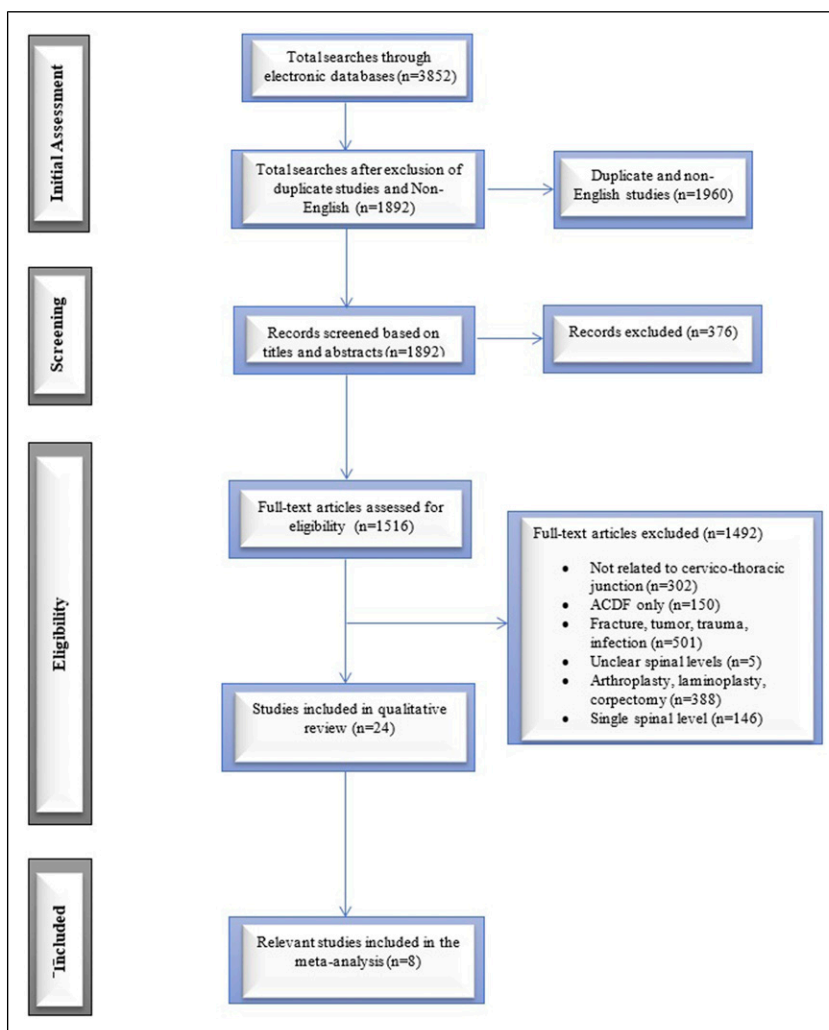 Initial Assessment
Total searches through
electronic databases (n=3852)
Total searches after exclusion of
duplicate studies and Non-
English (n=1892)
Duplicate and non-
English studies (n=1960)
Screening
Records screened based on
titles and abstracts (n=1892)
Records excluded (n=376)
Eligibility
Full-text articles assessed for
eligibility (n=1516)
Full-text articles excluded (n=1492)
• Not related to cervico-thoracic
junction (n=302)
• ACDF only (n=150)
• Fracture, tumor, trauma,
infection (n=501)
• Unclear spinal levels (n=5)
• Arthroplasty, laminoplasty,
corpectomy (n=388)
• Single spinal level (n=146)
Studies included in qualitative
review (n=24)
Included
Relevant studies included in the
meta-analysis (n=8)